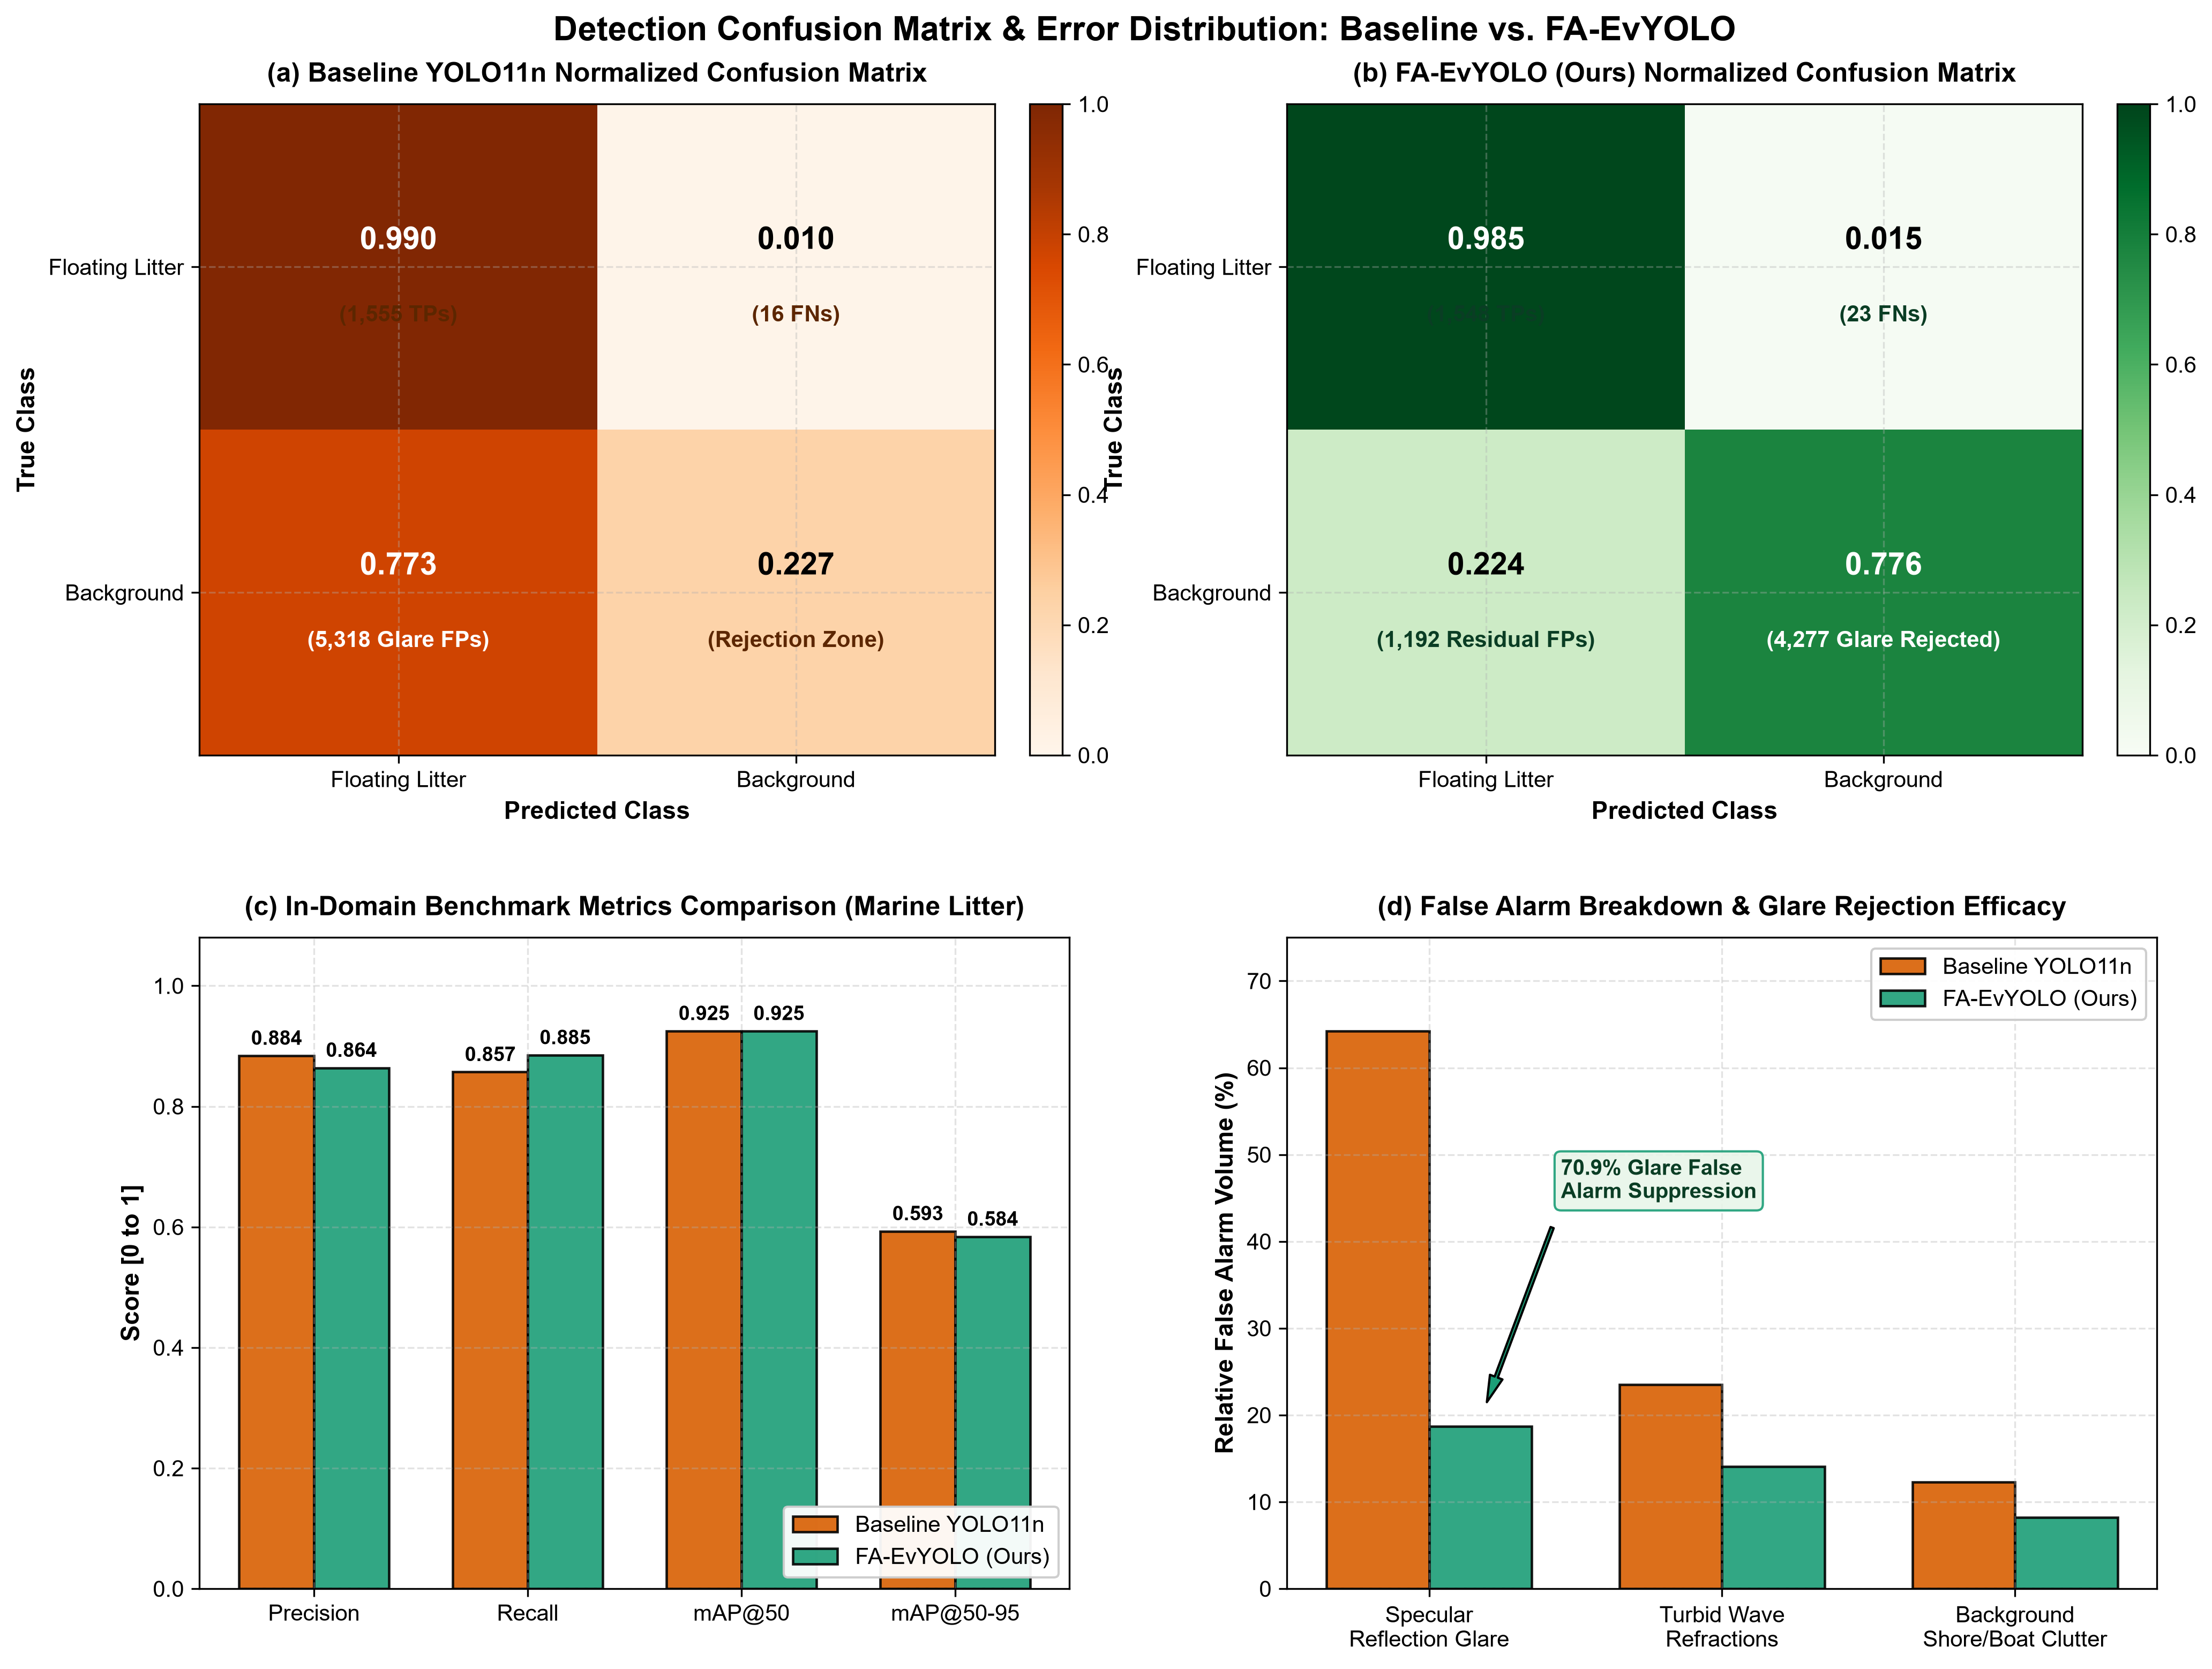 Detection Confusion Matrix & Error Distribution: Baseline vs. FA-EvYOLO
(a) Baseline YOLO11n Normalized Confusion Matrix
True Class
Floating Litter
Background
0.990
(1,555 TPs)
0.010
(16 FNs)
0.773
(5,318 Glare FPs)
0.227
(Rejection Zone)
Floating Litter
Background
Predicted Class
1.0
0.8
0.6
0.4
0.2
0.0
(b) FA-EvYOLO (Ours) Normalized Confusion Matrix
True Class
Floating Litter
Background
0.985
TPs)
0.015
(23 FNs)
0.224
(1,192 Residual FPs)
0.776
(4,277 Glare Rejected)
Floating Litter
Background
Predicted Class
1.0
0.8
0.6
0.4
0.2
0.0
(c) In-Domain Benchmark Metrics Comparison (Marine Litter)
Score [0 to 1]
1.0
0.8
0.6
0.4
0.2
0.0
0.884
0.864
0.857
0.885
0.925
0.925
0.593
0.584
Baseline YOLO11n
FA-EvYOLO (Ours)
Precision
Recall
mAP@50
mAP@50-95
(d) False Alarm Breakdown & Glare Rejection Efficacy
Relative False Alarm Volume (%)
70
60
50
40
30
20
10
0
Baseline YOLO11n
FA-EvYOLO (Ours)
70.9% Glare False
Alarm Suppression
Specular
Reflection Glare
Turbid Wave
Refractions
Background
Shore/Boat Clutter